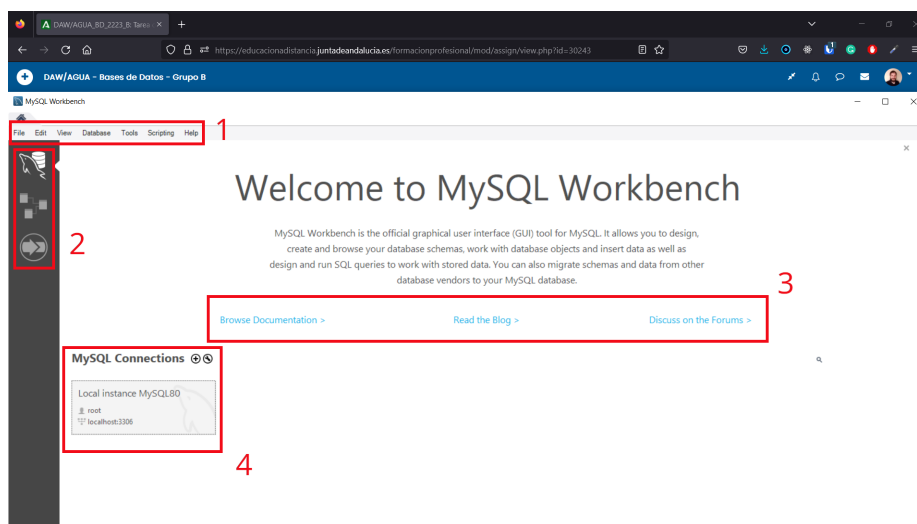 DAW/AGUA_BD_2223_B: Tarea
https://educacionadistancia.juntadeandalucia.es/formacionprofesional/mod/assign/view.php?id=30243
DAW/AGUA - Bases de Datos - Grupo B
MySQL Workbench
File Edit View Database Tools Scripting Help
1
Welcome to MySQL Workbench
2
MySQL Workbench is the official graphical user interface (GUI) tool for MySQL. It allows you to design,
create and browse your database schemas, work with database objects and insert data as well as
design and run SQL queries to work with stored data. You can also migrate schemas and data from other
database vendors to your MySQL database.
3
Browse Documentation > Read the Blog > Discuss on the Forums >
MySQL Connections
Local instance MySQL80
root
localhost:3306
4